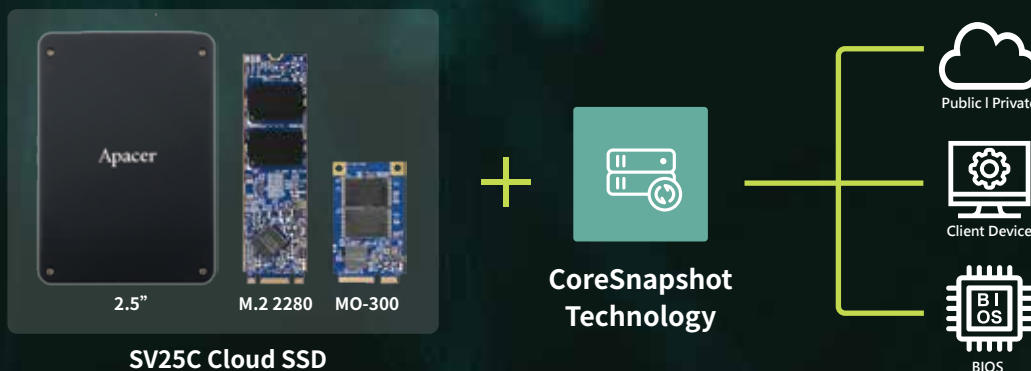 Apacer
2.5”
M.2 2280
MO-300
SV25C Cloud SSD
CoreSnapshot
Technology
Public l Private
Client Device
BI
OS
BIOS